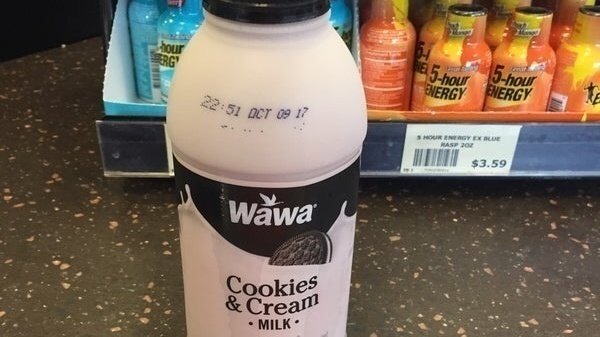 22:51 OCT 09 17
Wawa
Cookies
& Cream
• MILK •
5-hour
ENERGY
5-hour
ENERGY
5 HOUR ENERGY EX BLUE
RASP 2OZ
$3.59